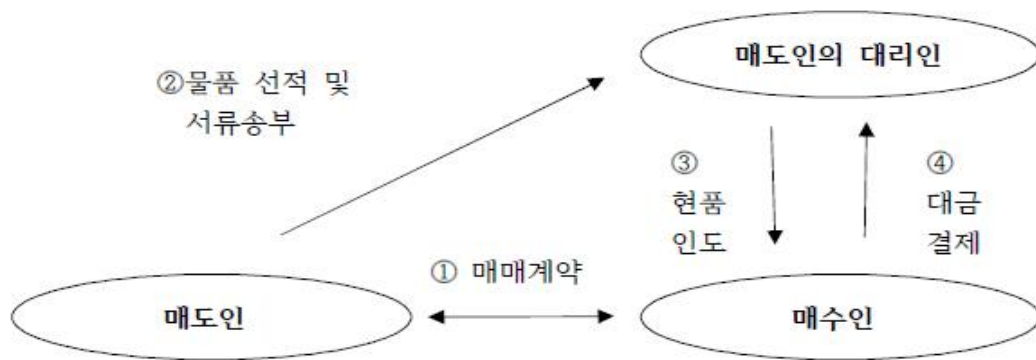 매도인의 대리인
②물품 선적 및
서류송부
③
현품
인도
④
대금
결제
① 매매계약
매도인
매수인